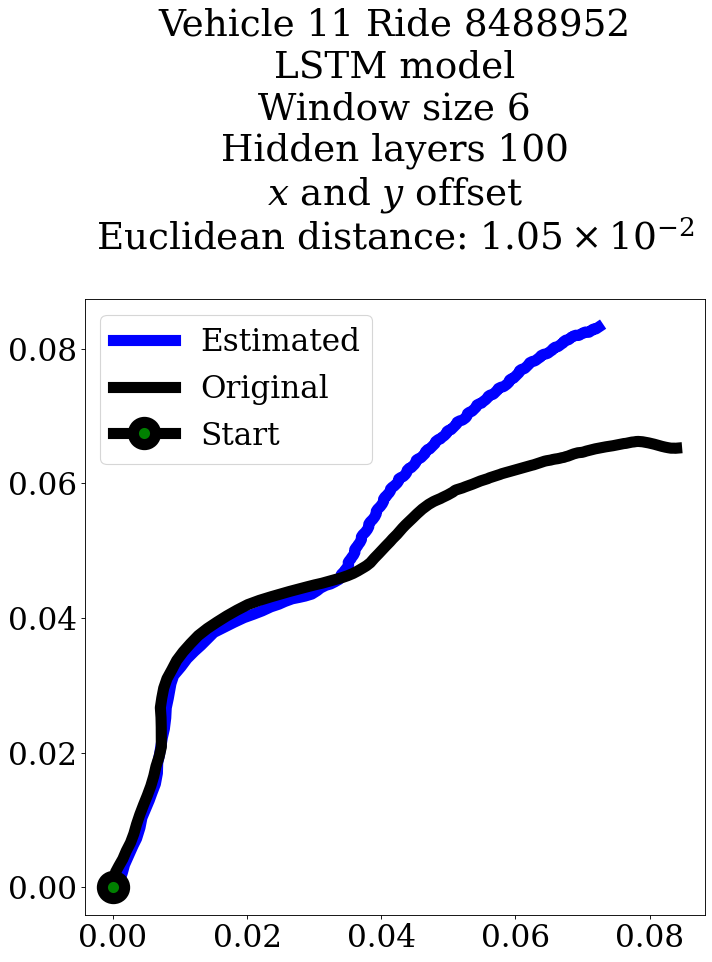 Vehicle 11 Ride 8488952
LSTM model
Window size 6
Hidden layers 100
x and y offset
Euclidean distance: 1.05 × 10⁻²
Estimated
Original
Start
0.08
0.06
0.04
0.02
0.00
0.00 0.02 0.04 0.06 0.08